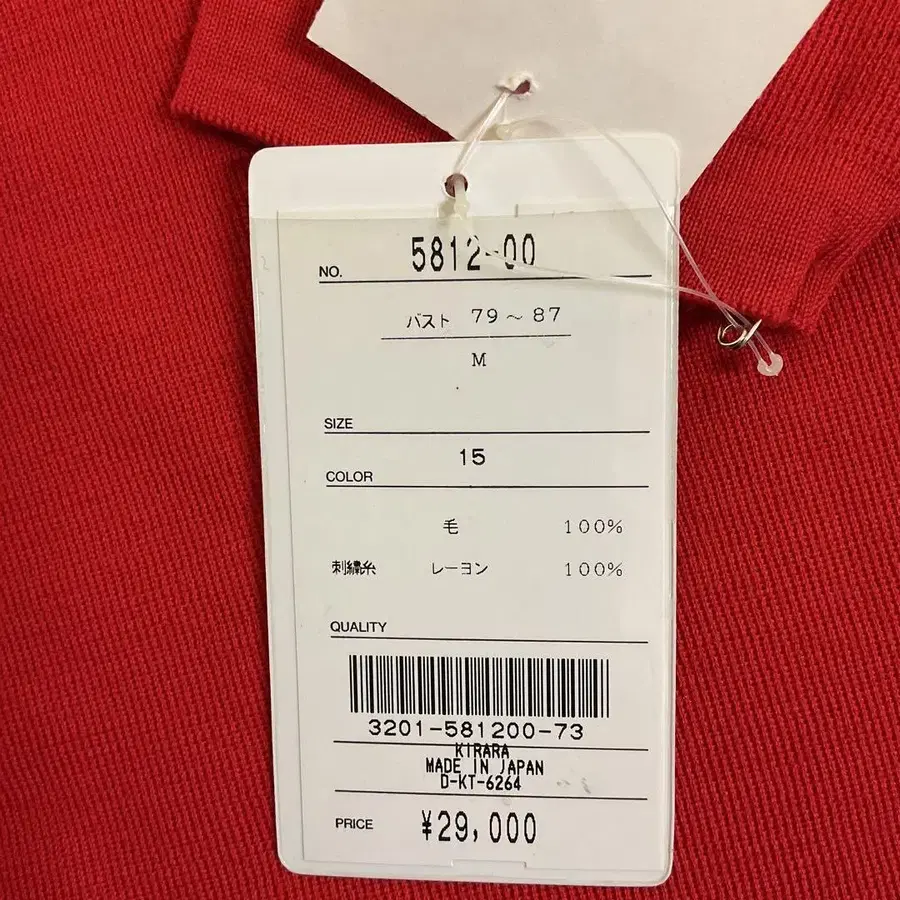 NO. 5812-00
バスト 79～87
M
SIZE
15
COLOR
毛 100%
刺繍糸 レーヨン 100%
QUALITY
3201-581200-73
KIRARA
MADE IN JAPAN
D-KT-6264
PRICE ¥29,000